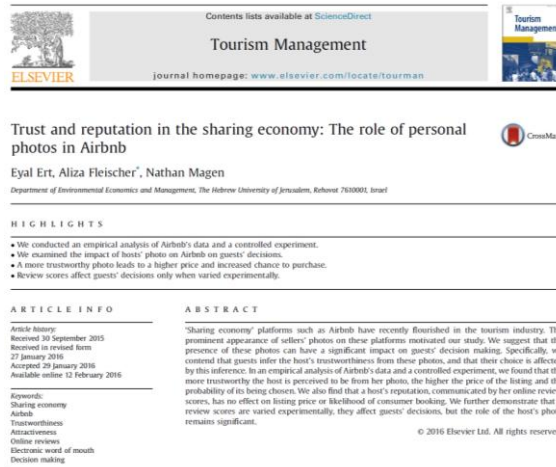 Contents lists available at ScienceDirect
Tourism Management
journal homepage: www.elsevier.com/locate/tourman
ELSEVIER
Tourism
Management
Trust and reputation in the sharing economy: The role of personal
photos in Airbnb
Eyal Ert, Aliza Fleischer*, Nathan Magen
Department of Environmental Economics and Management, The Hebrew University of Jerusalem, Rehovot 7610001, Israel
HIGHLIGHTS
• We conducted an empirical analysis of Airbnb's data and a controlled experiment.
• We examined the impact of hosts' photo on Airbnb on guests' decisions.
• A more trustworthy photo leads to a higher price and increased chance to purchase.
• Review scores affect guests' decisions only when varied experimentally.
ARTICLE INFO
Article history:
Received 30 September 2015
Received in revised form
27 January 2016
Accepted 29 January 2016
Available online 12 February 2016
Keywords:
Sharing economy
Airbnb
Trustworthiness
Attractiveness
Online reviews
Electronic word of mouth
Decision making
ABSTRACT
'Sharing economy' platforms such as Airbnb have recently flourished in the tourism industry. Th
prominent appearance of sellers' photos on these platforms motivated our study. We suggest that th
presence of these photos can have a significant impact on guests' decision making. Specifically, w
contend that guests infer the host's trustworthiness from these photos, and that their choice is affecte
by this inference. In an empirical analysis of Airbnb's data and a controlled experiment, we found that th
more trustworthy the host is perceived to be from her photo, the higher the price of the listing and th
probability of its being chosen. We also find that a host's reputation, communicated by her online revie
scores, has no effect on listing price or likelihood of consumer booking. We further demonstrate that
review scores are varied experimentally, they affect guests' decisions, but the role of the host's pho
remains significant.
© 2016 Elsevier Ltd. All rights reserve